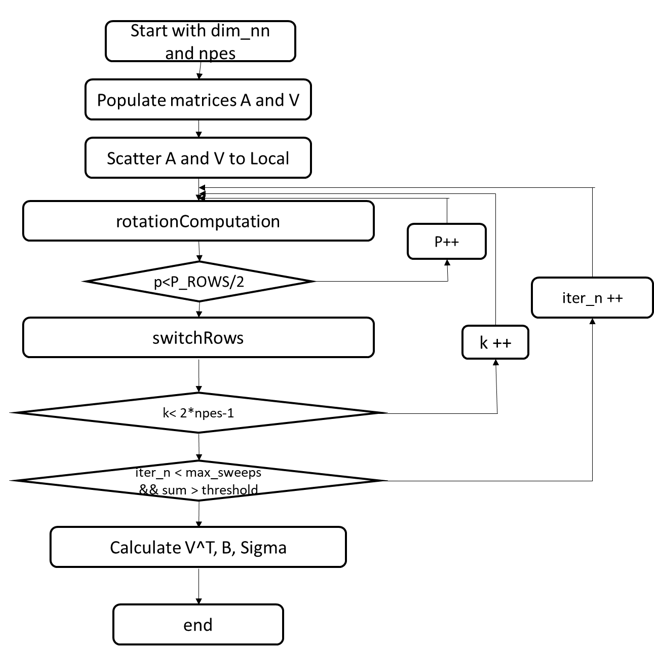 Start with dim_nn
and npes
Populate matrices A and V
Scatter A and V to Local
rotationComputation
P++
p<P_ROWS/2
iter_n ++
switchRows
k ++
k< 2*npes-1
iter_n < max_sweeps
&& sum > threshold
Calculate V^T, B, Sigma
end